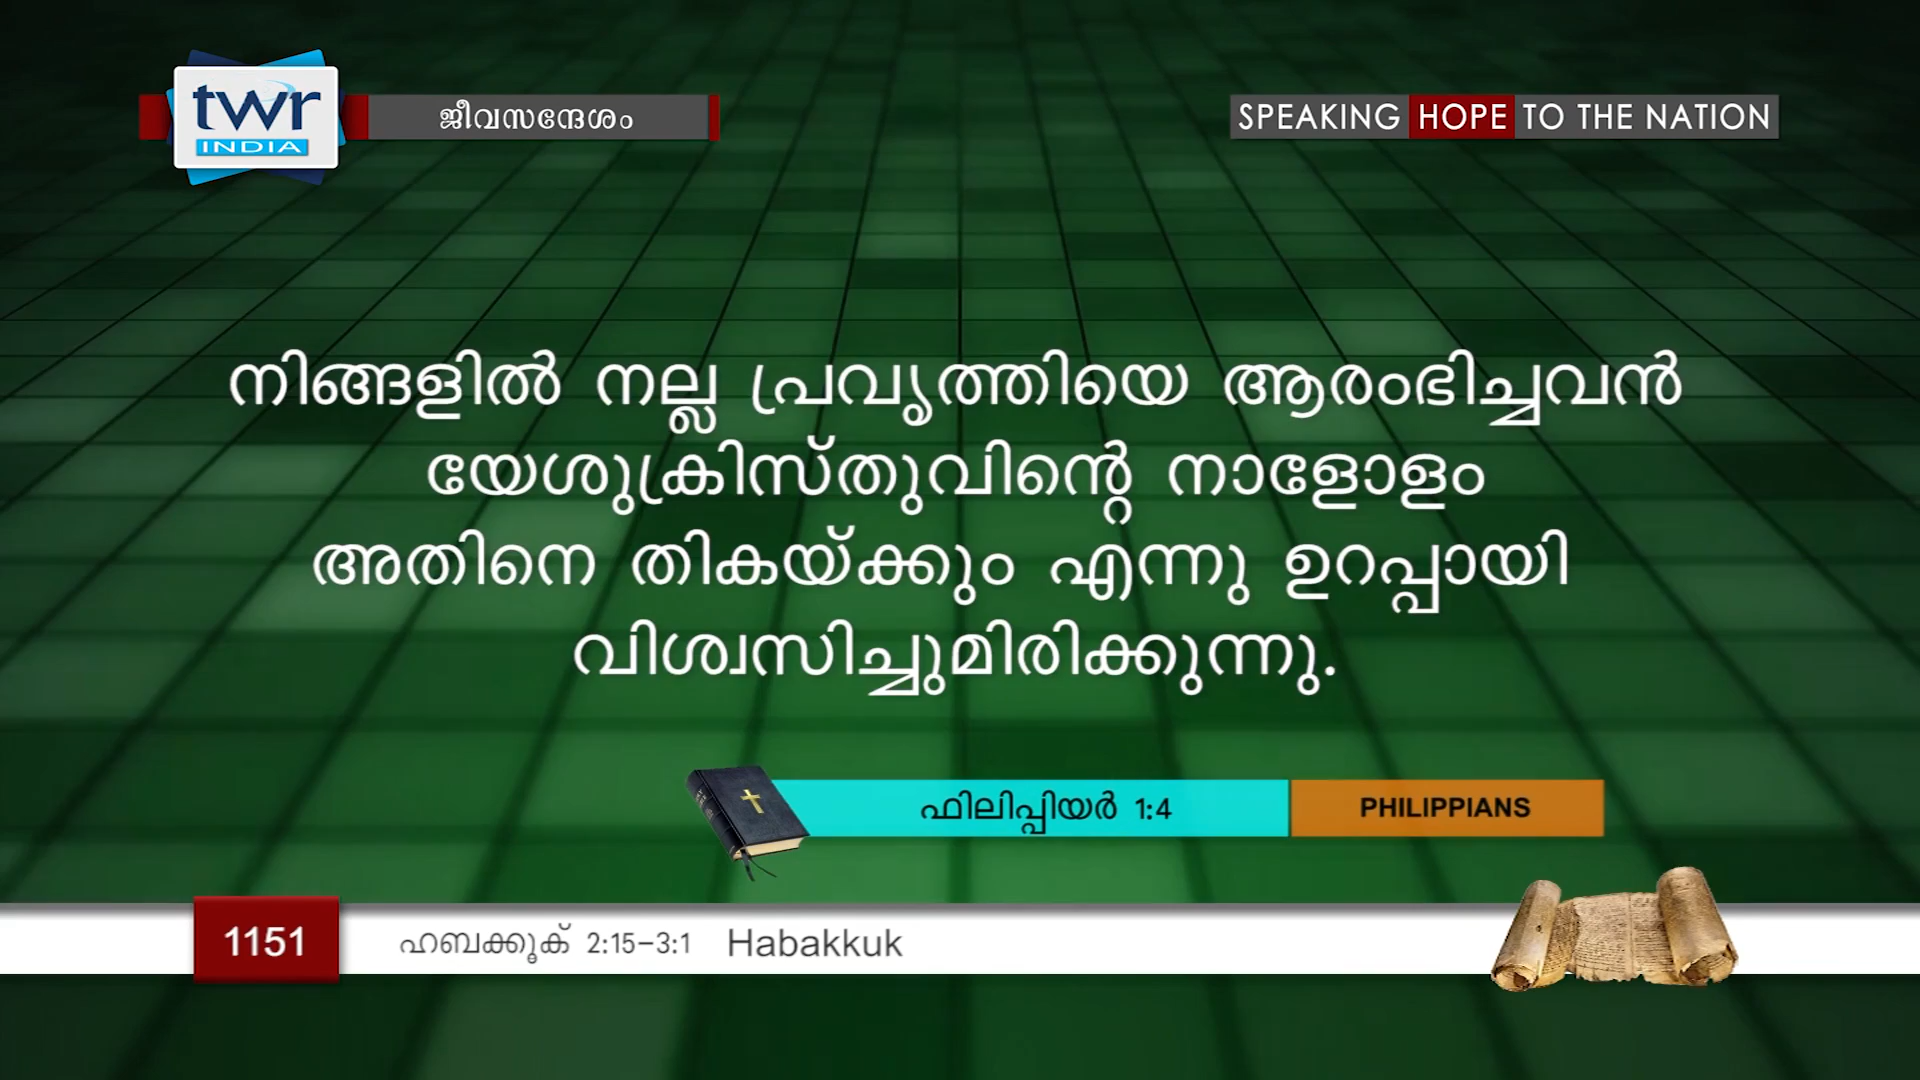 twr
INDIA
ജീവസന്ദേശം
SPEAKING HOPE TO THE NATION
നിങ്ങളിൽ നല്ല പ്രവൃത്തിയെ ആരംഭിച്ചവൻ
യേശുക്രിസ്തുവിന്റെ നാളോളം
അതിനെ തികയ്ക്കും എന്നു ഉറപ്പായി
വിശ്വസിച്ചുമിരിക്കുന്നു.
ഫിലിപ്പിയർ 1:4
PHILIPPIANS
1151
ഹബക്കൂക് 2:15-3:1 Habakkuk